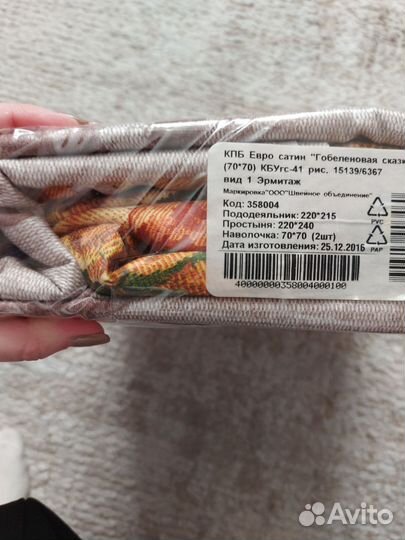 КПБ Евро сатин "Гобеленовая сказк
(70*70) КБУгс-41 рис. 15139/6367
вид 1 Эрмитаж
Маркировка"ООО"Швейное объединение"
Код: 358004
Пододеяльник: 220*215
Простыня: 220*240
Наволочка: 70*70 (2шт)
Дата изготовления: 25.12.2016
PVC
PAP
40000000358004000100
Avito